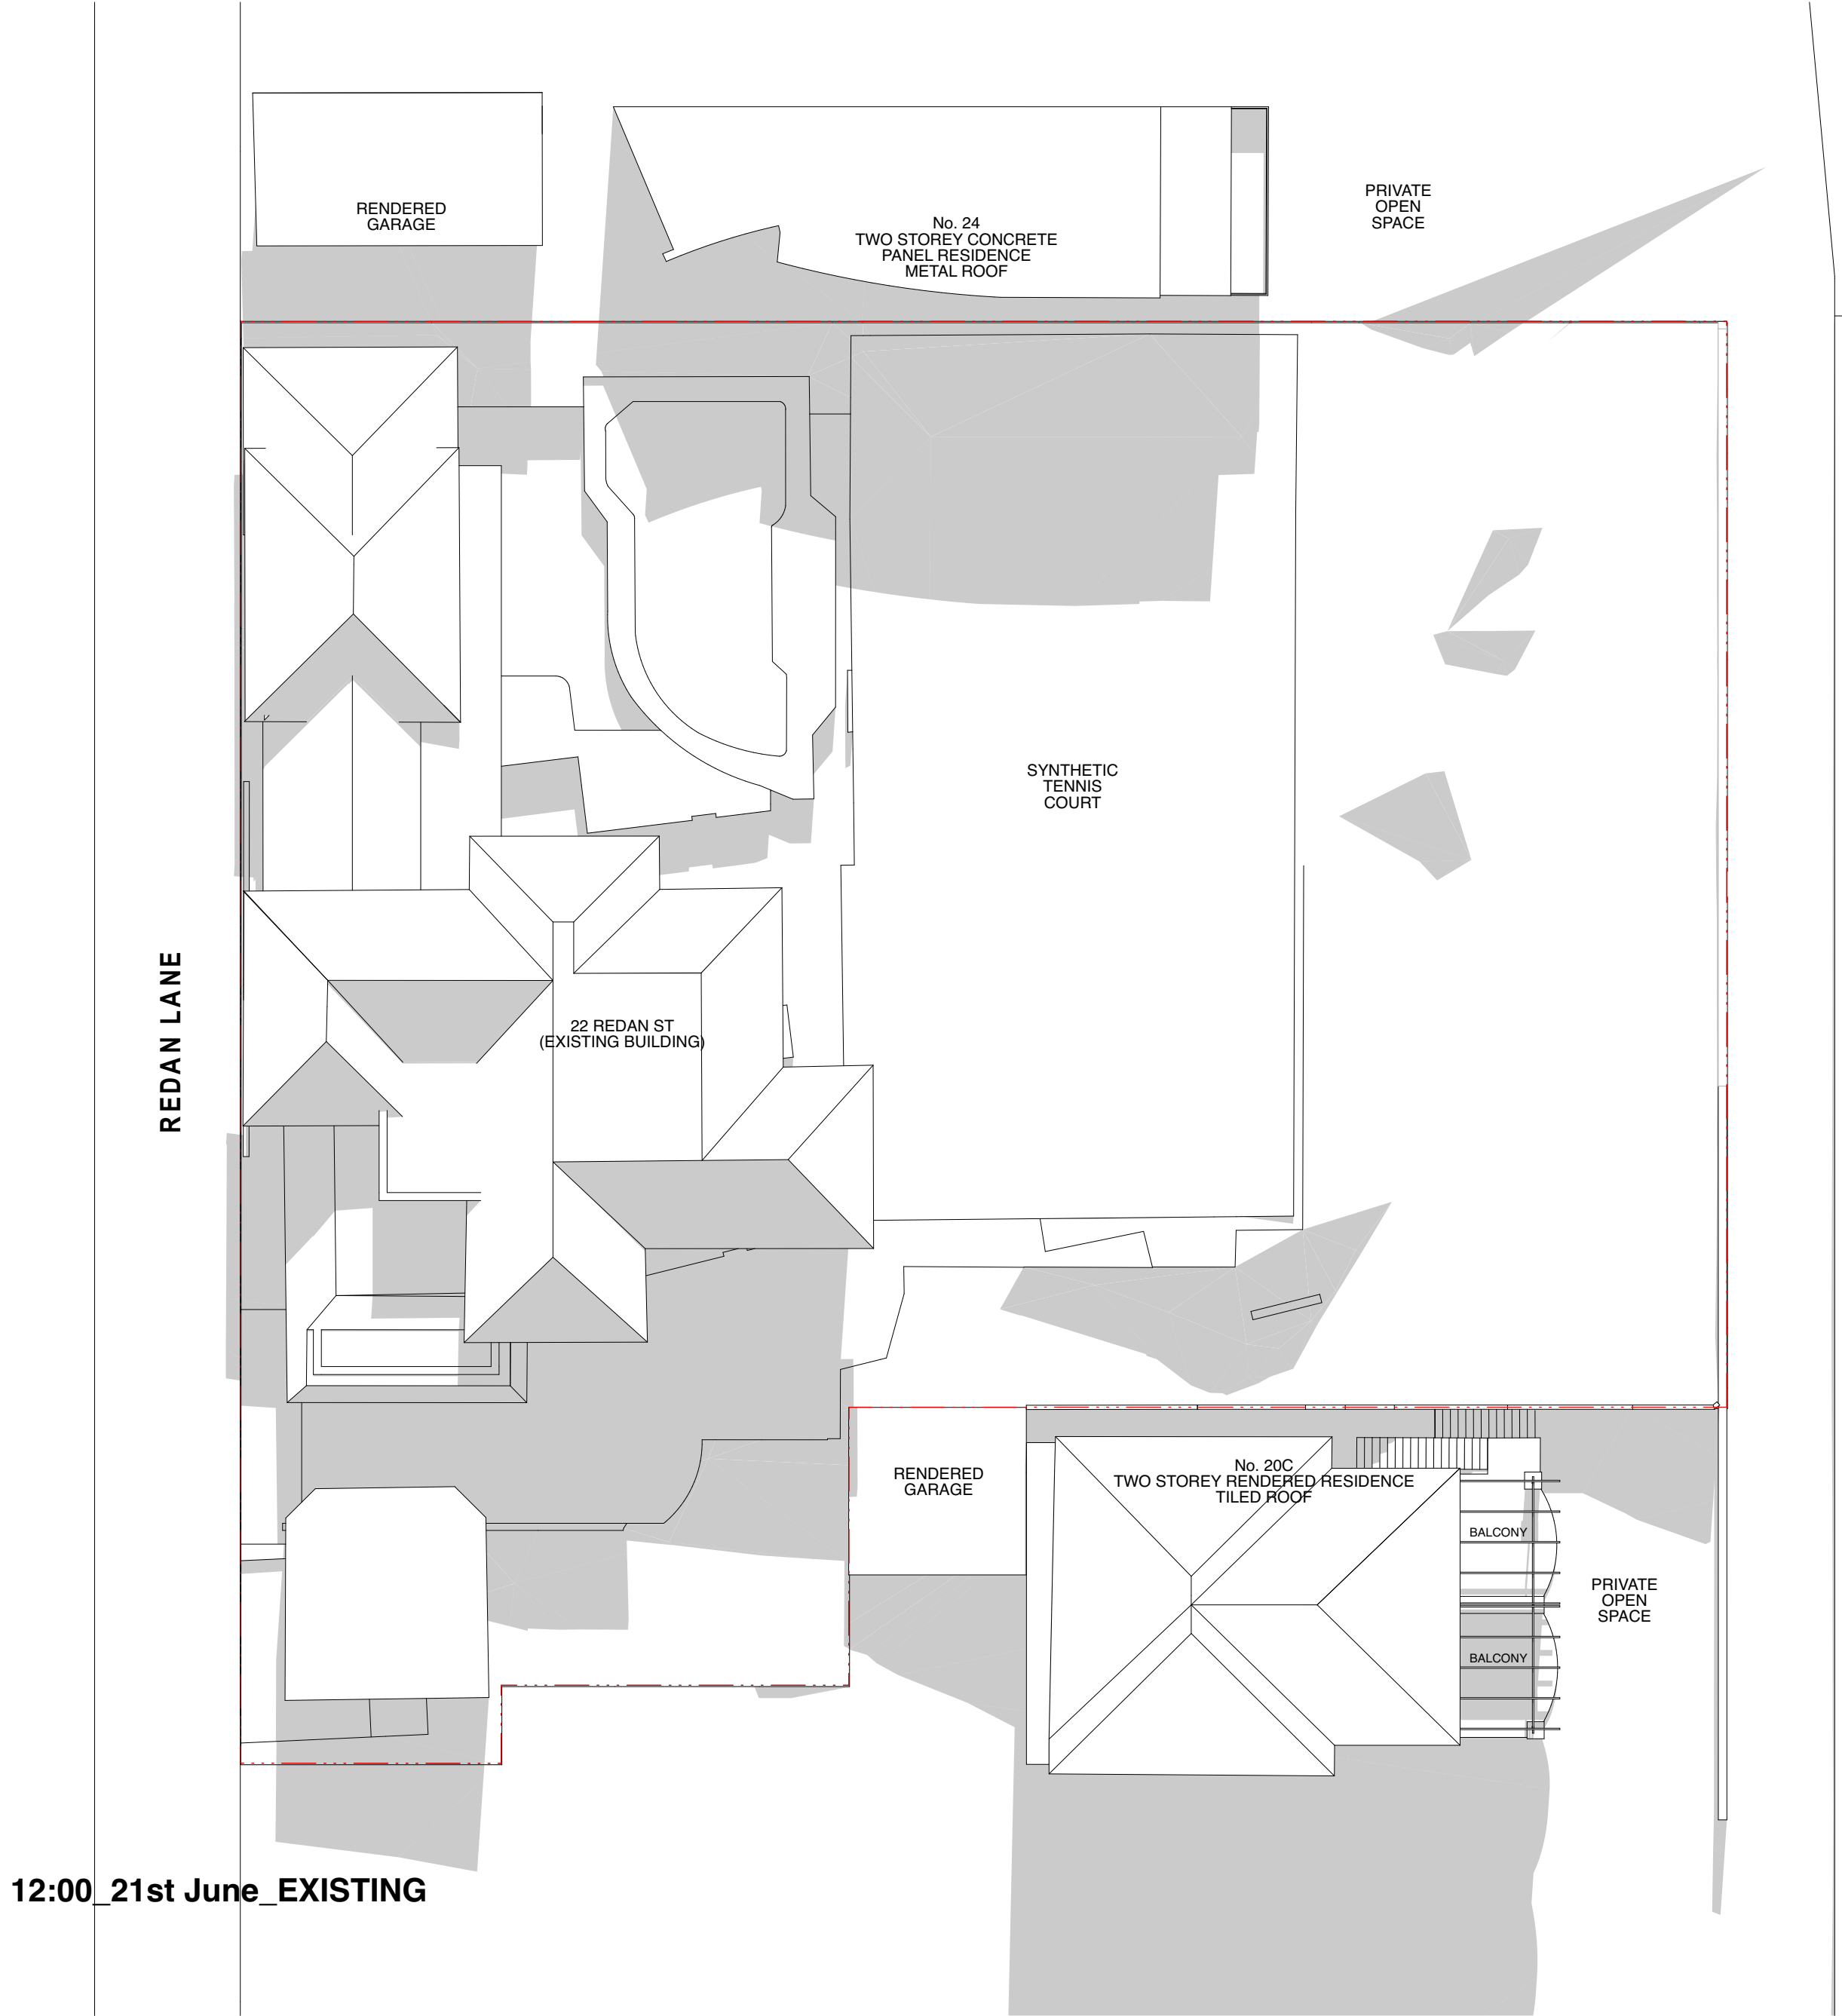 RENDERED
GARAGE
No. 24
TWO STOREY CONCRETE
PANEL RESIDENCE
METAL ROOF
PRIVATE
OPEN
SPACE
SYNTHETIC
TENNIS
COURT
REDAN LANE
22 REDAN ST
(EXISTING BUILDING)
RENDERED
GARAGE
No. 20C
TWO STOREY RENDERED RESIDENCE
TILED ROOF
BALCONY
BALCONY
PRIVATE
OPEN
SPACE
12:00_21st June_EXISTING